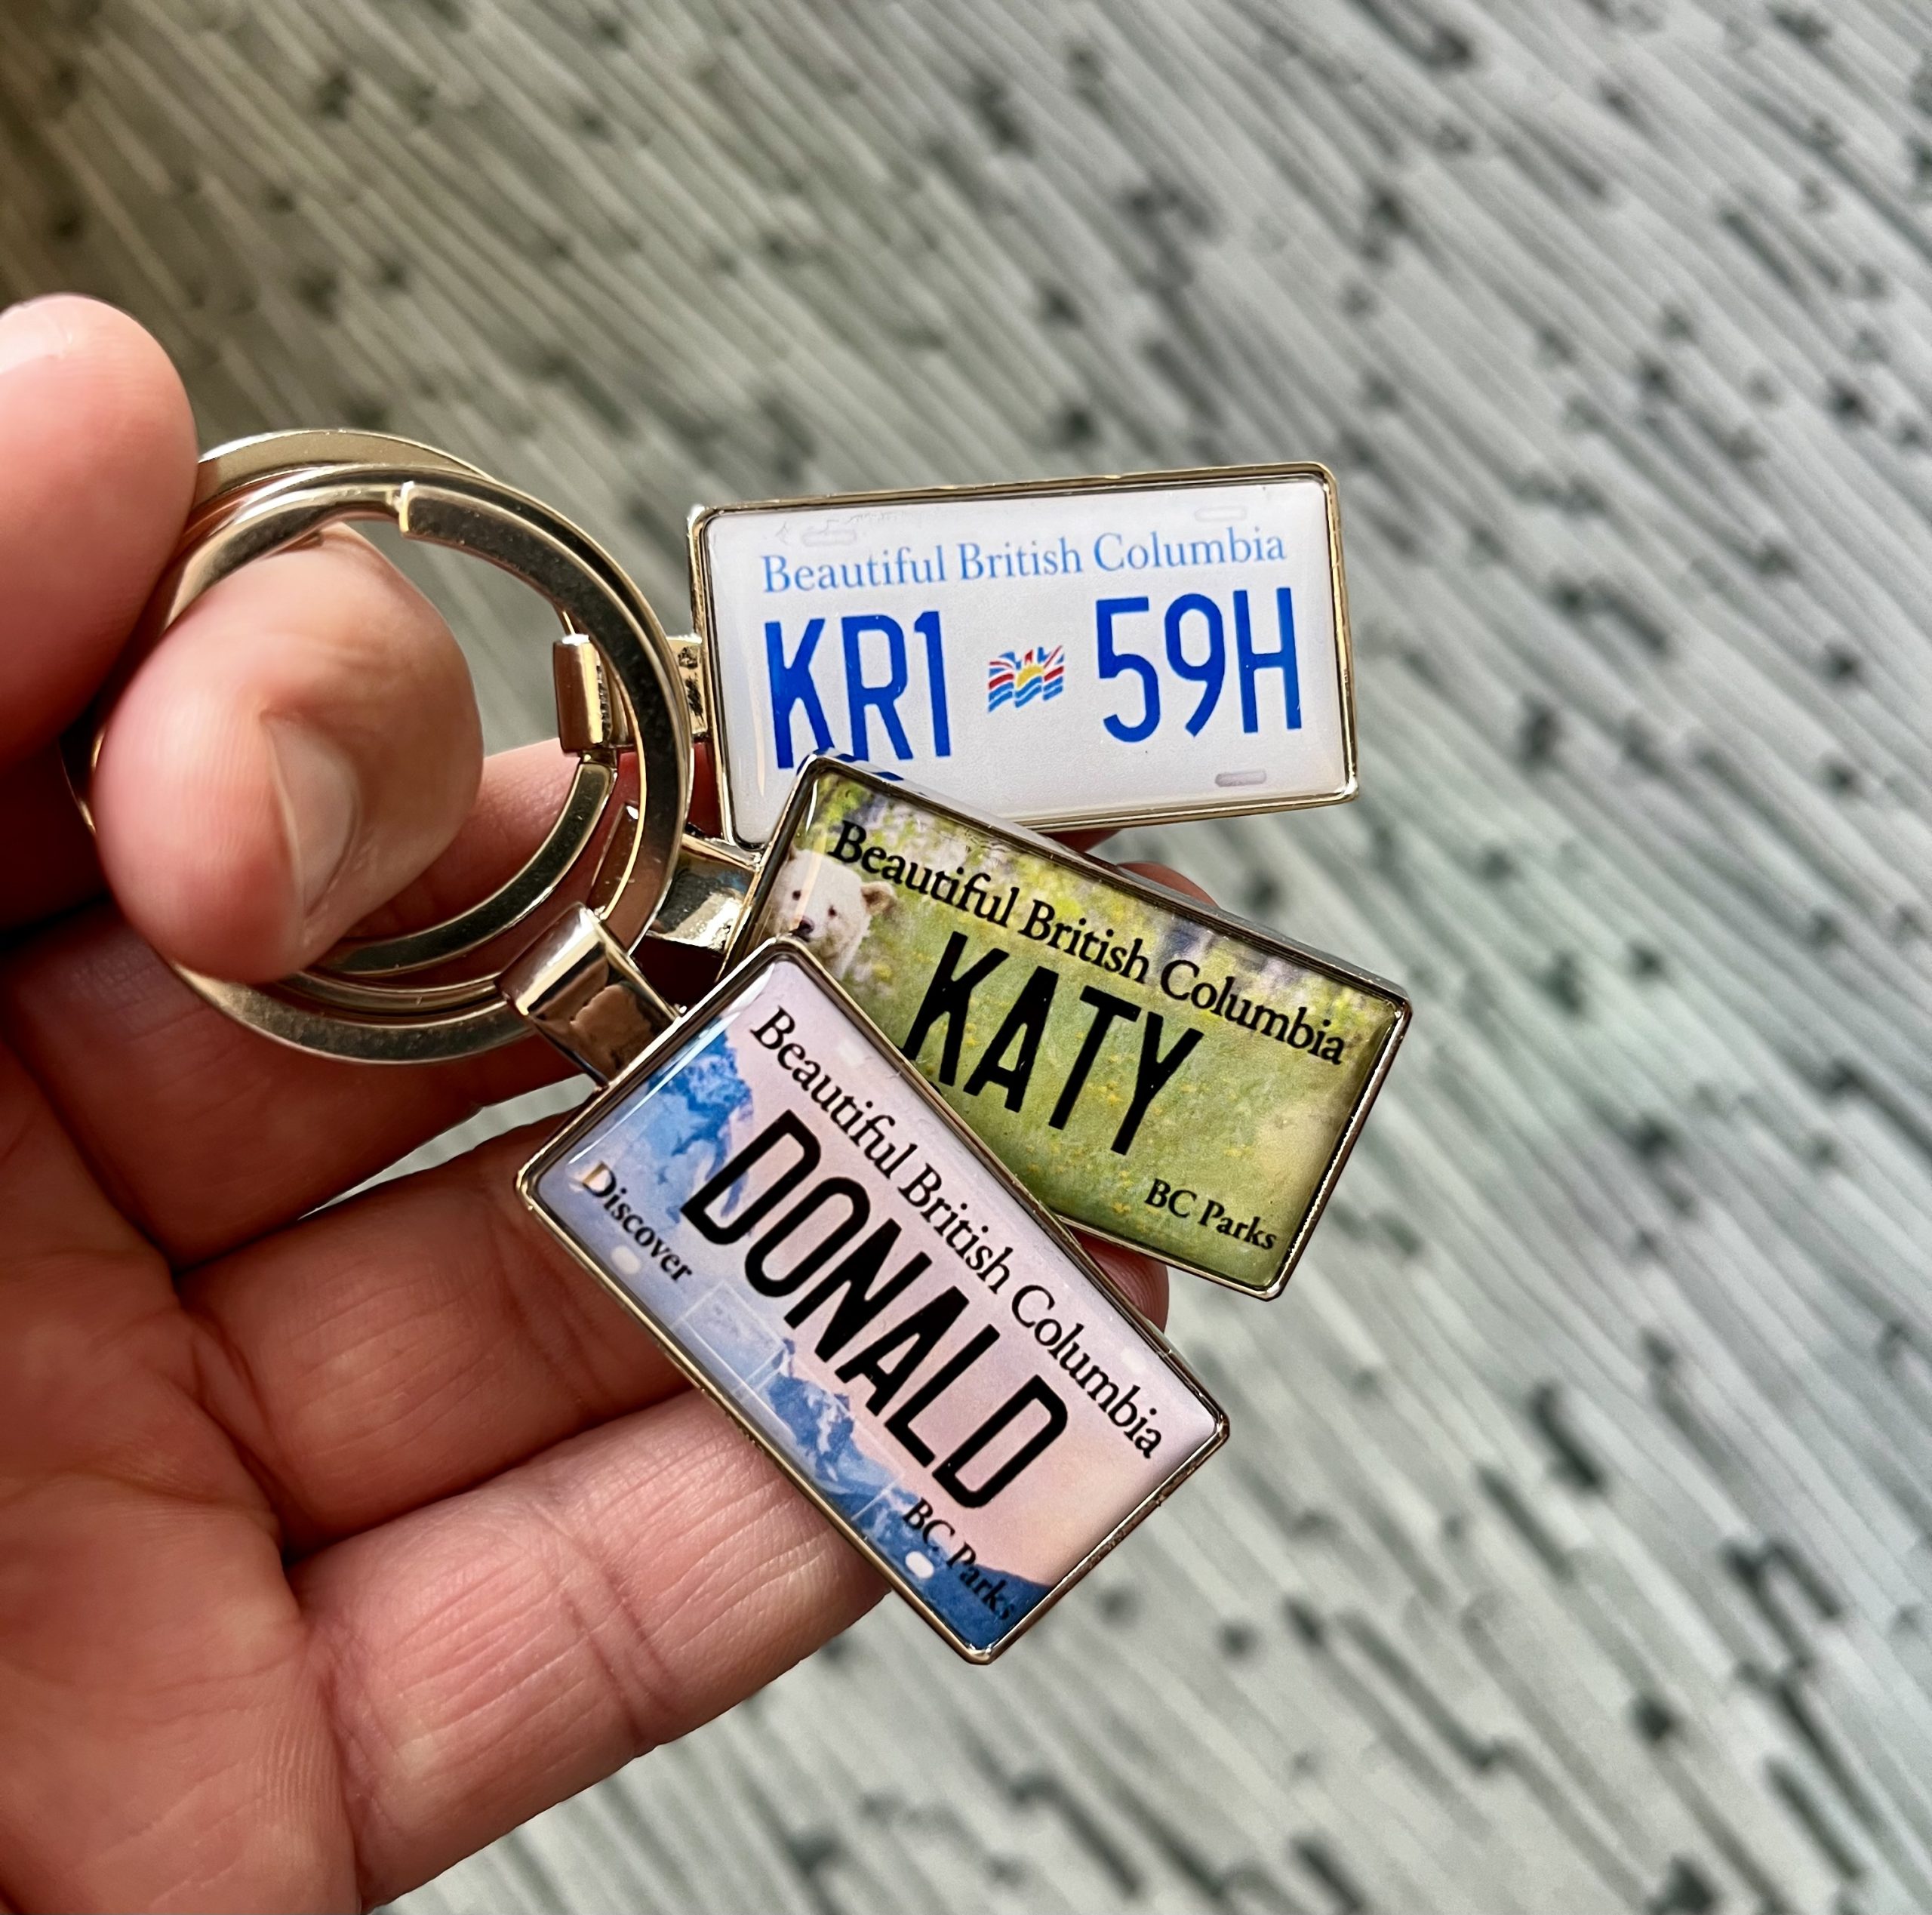 Beautiful British Columbia
KR1 59H
Beautiful British Columbia
KATY
BC Parks
Beautiful British Columbia
DONALD
Discover
BC Parks